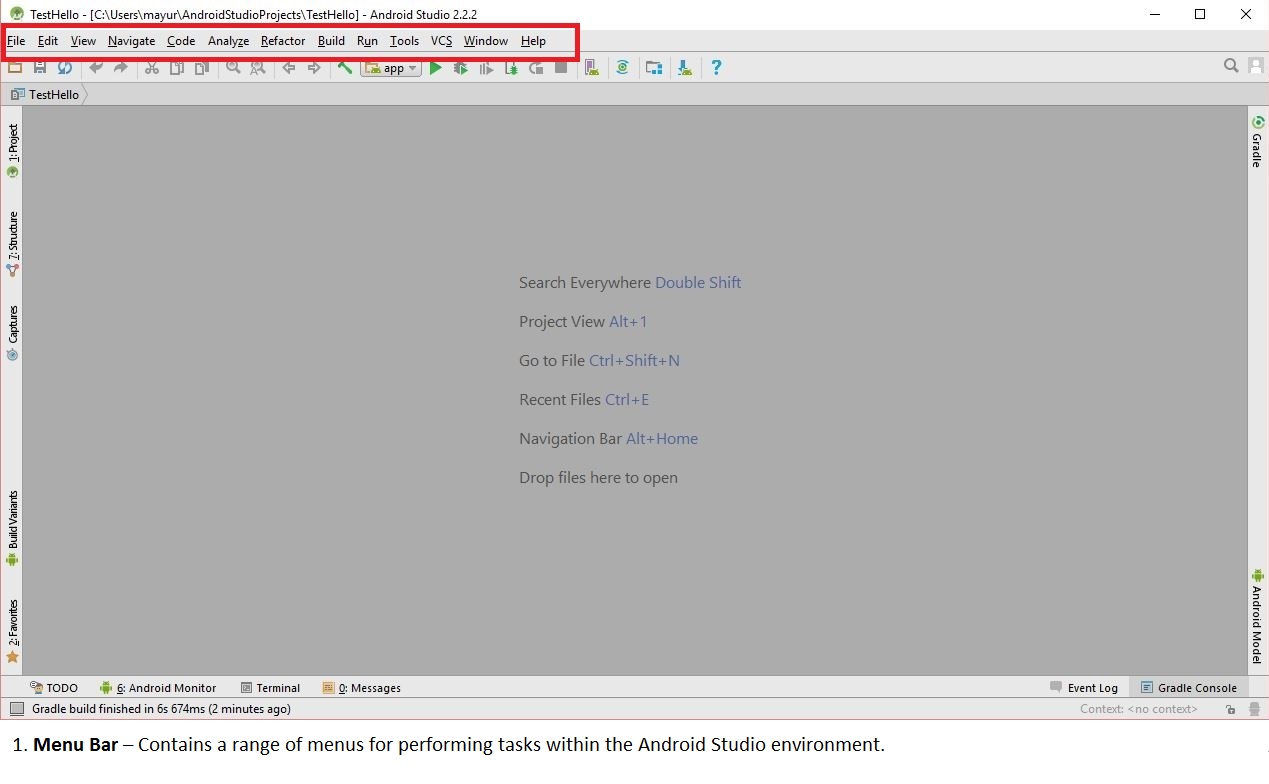 TestHello - [C:\Users\mayur\AndroidStudioProjects\TestHello] - Android Studio 2.2.2
File Edit View Navigate Code Analyze Refactor Build Run Tools VCS Window Help
app
TestHello
1: Project
7: Structure
Captures
Build Variants
2: Favorites
Search Everywhere Double Shift
Project View Alt+1
Go to File Ctrl+Shift+N
Recent Files Ctrl+E
Navigation Bar Alt+Home
Drop files here to open
Gradle
Android Model
TODO 6: Android Monitor Terminal 0: Messages Event Log Gradle Console
Gradle build finished in 6s 674ms (2 minutes ago) Context: <no context>
1. Menu Bar – Contains a range of menus for performing tasks within the Android Studio environment.